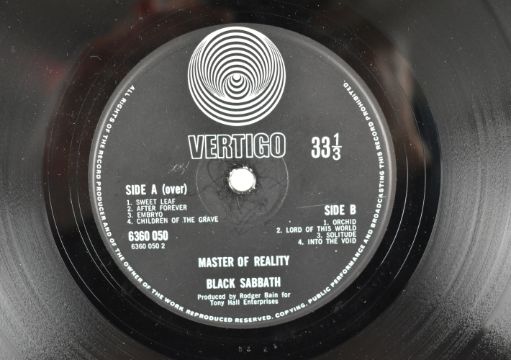 VERTIGO
33 1/3
SIDE A (over)
1. SWEET LEAF
2. AFTER FOREVER
3. EMBRYO
4. CHILDREN OF THE GRAVE
6360 050
6360 050 2
SIDE B
1. ORCHID
2. LORD OF THIS WORLD
3. SOLITUDE
4. INTO THE VOID
MASTER OF REALITY
BLACK SABBATH
Produced by Rodger Bain for
Tony Hall Enterprises
ALL RIGHTS OF THE RECORD PRODUCER AND OF THE OWNER OF THE WORK REPRODUCED RESERVED. COPYING, PUBLIC PERFORMANCE AND BROADCASTING THIS RECORD PROHIBITED.